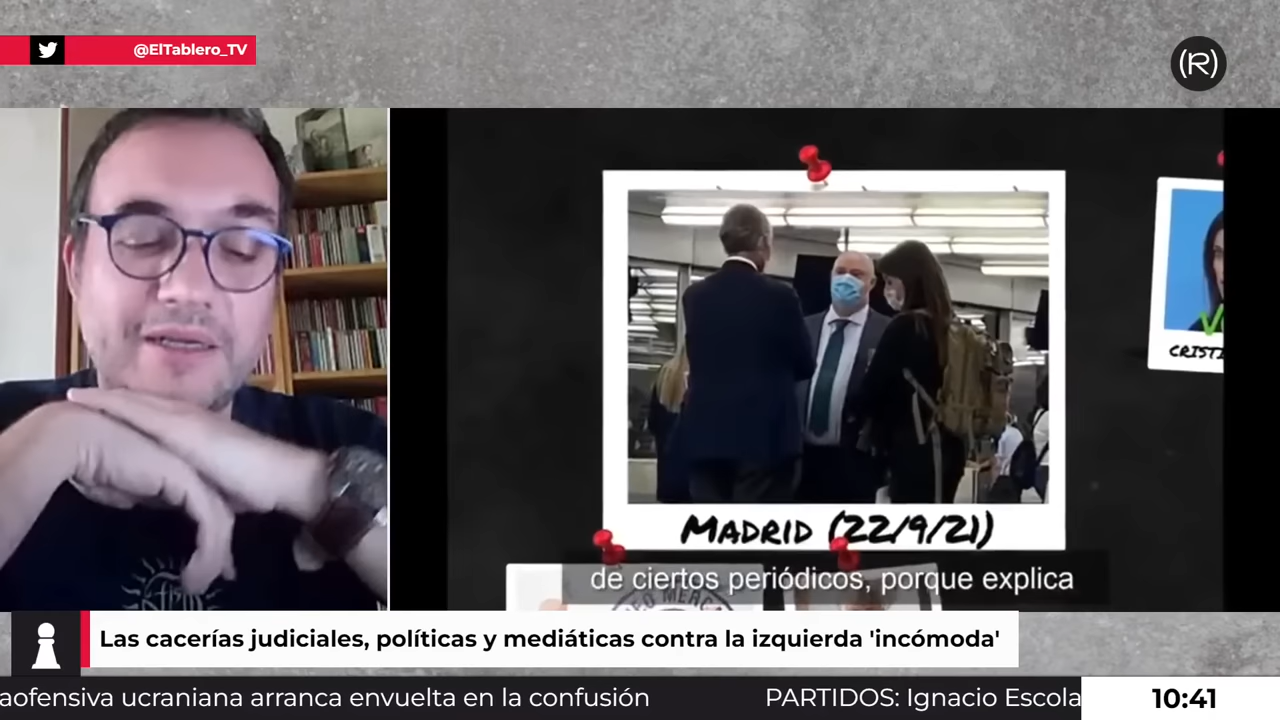 @ElTablero_TV
(R)
CRISTI
MADRID (22/9/21)
de ciertos periódicos, porque explica
Las cacerías judiciales, políticas y mediáticas contra la izquierda 'incómoda'
aofensiva ucraniana arranca envuelta en la confusión PARTIDOS: Ignacio Escola
10:41